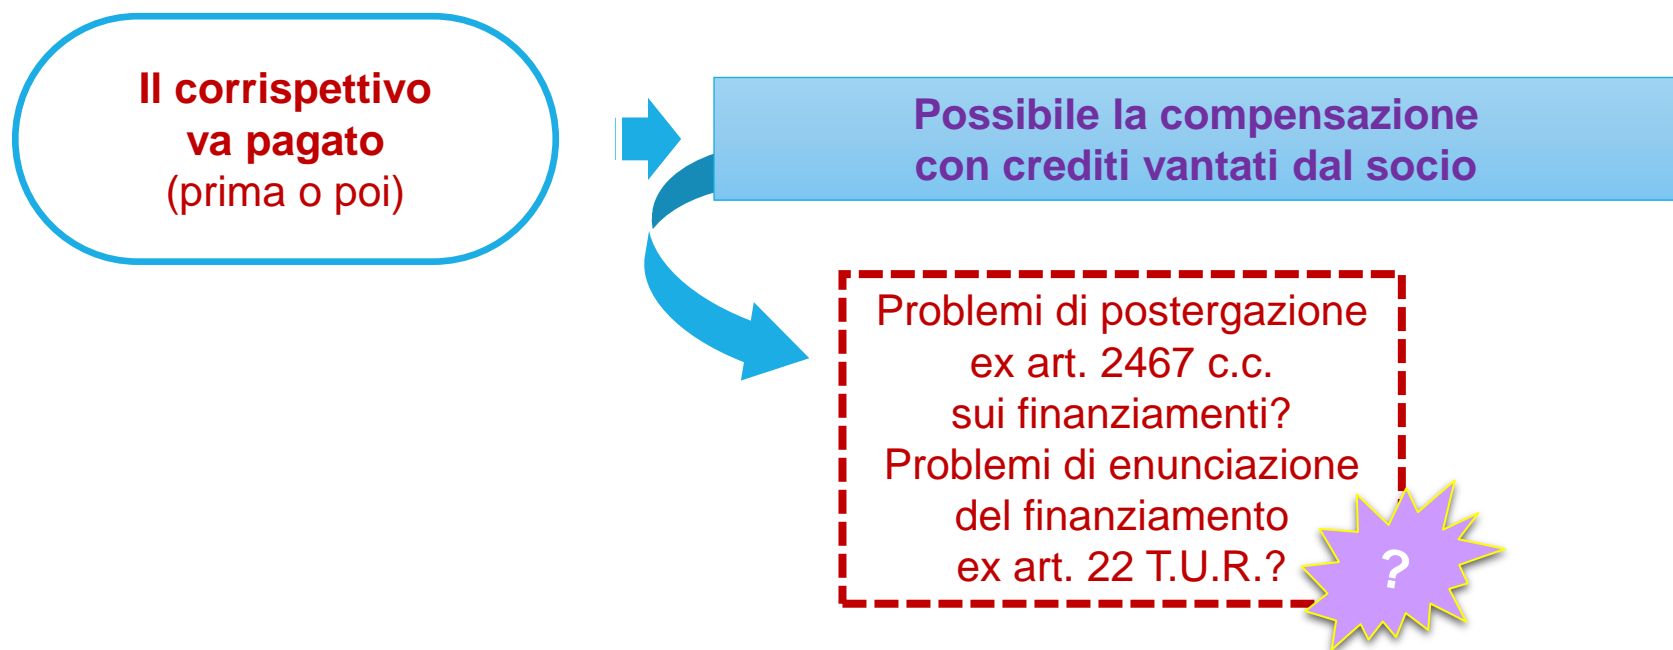 Il corrispettivo
va pagato
(prima o poi)
Possibile la compensazione
con crediti vantati dal socio
Problemi di postergazione
ex art. 2467 c.c.
sui finanziamenti?
Problemi di enunciazione
del finanziamento
ex art. 22 T.U.R.?
?